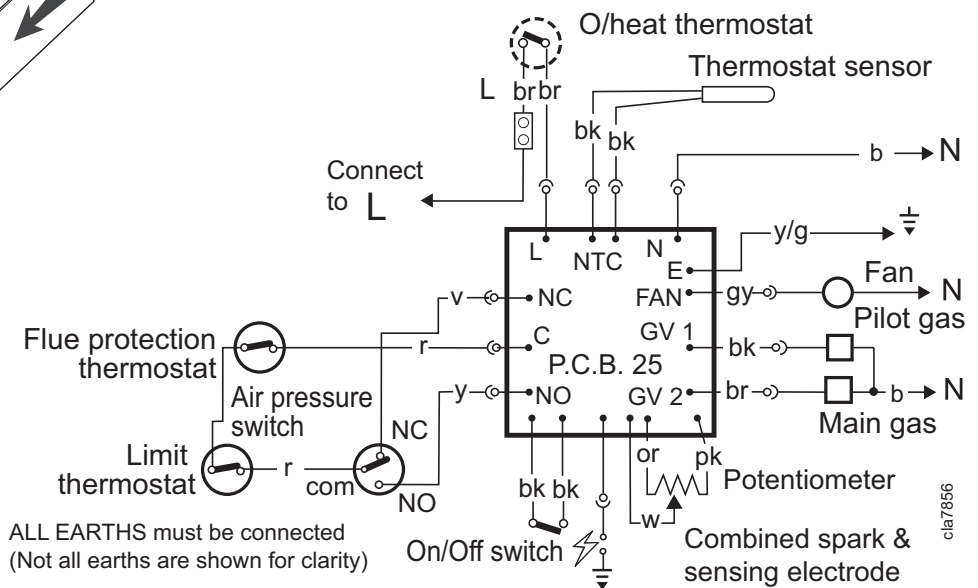 O/heat thermostat
Thermostat sensor
L br br
bk
bk
b N
Connect
to L
L NTC N
y/g
E
Fan
v NC FAN gy N
Pilot gas
Flue protection
thermostat
r C GV 1 bk
P.C.B. 25
y NO GV 2 br b N
Air pressure
switch
Main gas
NC
Limit
thermostat
r com
NO
or pk
bk bk
Potentiometer
w
ALL EARTHS must be connected
(Not all earths are shown for clarity)
On/Off switch
Combined spark &
sensing electrode
cla7856